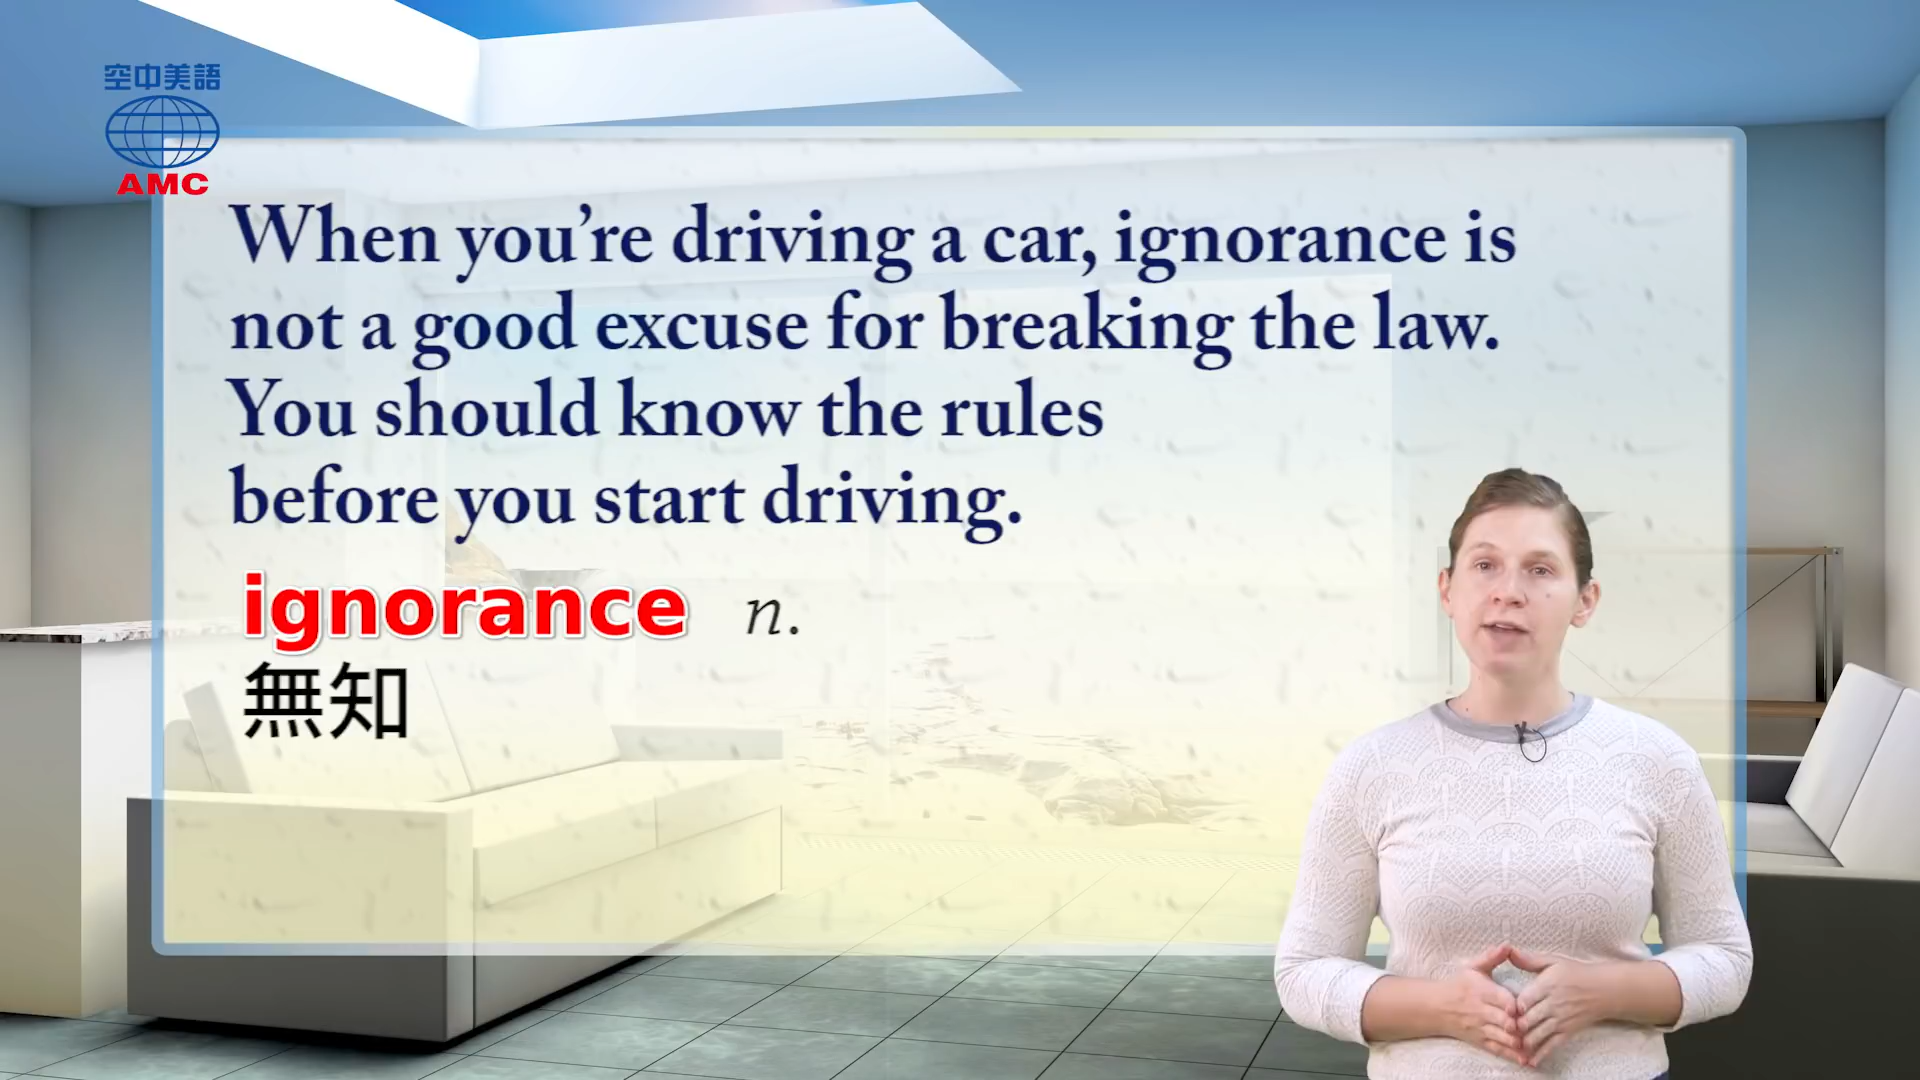 空中美語
AMC
When you’re driving a car, ignorance is
not a good excuse for breaking the law.
You should know the rules
before you start driving.
ignorance n.
無知